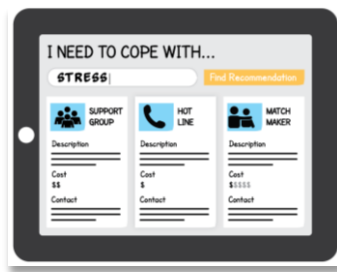 I NEED TO COPE WITH...
STRESS
Find Recommendation
SUPPORT
GROUP
Description
Cost
$$
Contact
HOT
LINE
Description
Cost
$
Contact
MATCH
MAKER
Description
Cost
$$$$$
Contact